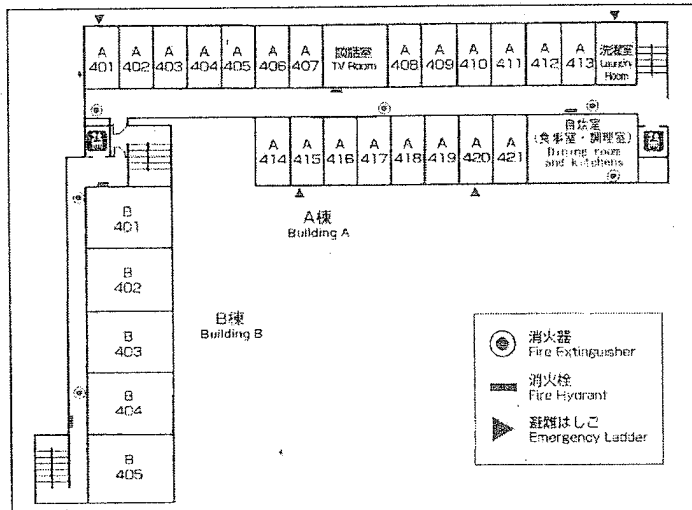 A 401
A 402
A 403
A 404
A 405
A 406
A 407
談話室
TV Room
A 408
A 409
A 410
A 411
A 412
A 413
洗濯室
Room
A 414
A 415
A 416
A 417
A 418
A 419
A 420
A 421
自炊室
(食事室・調理室)
Dining room
and kitchens
A棟
Building A
B 401
B 402
B 403
B 404
B 405
B棟
Building B
消火器
Fire Extinguisher
消火栓
Fire Hydrant
避難はしご
Emergency Ladder